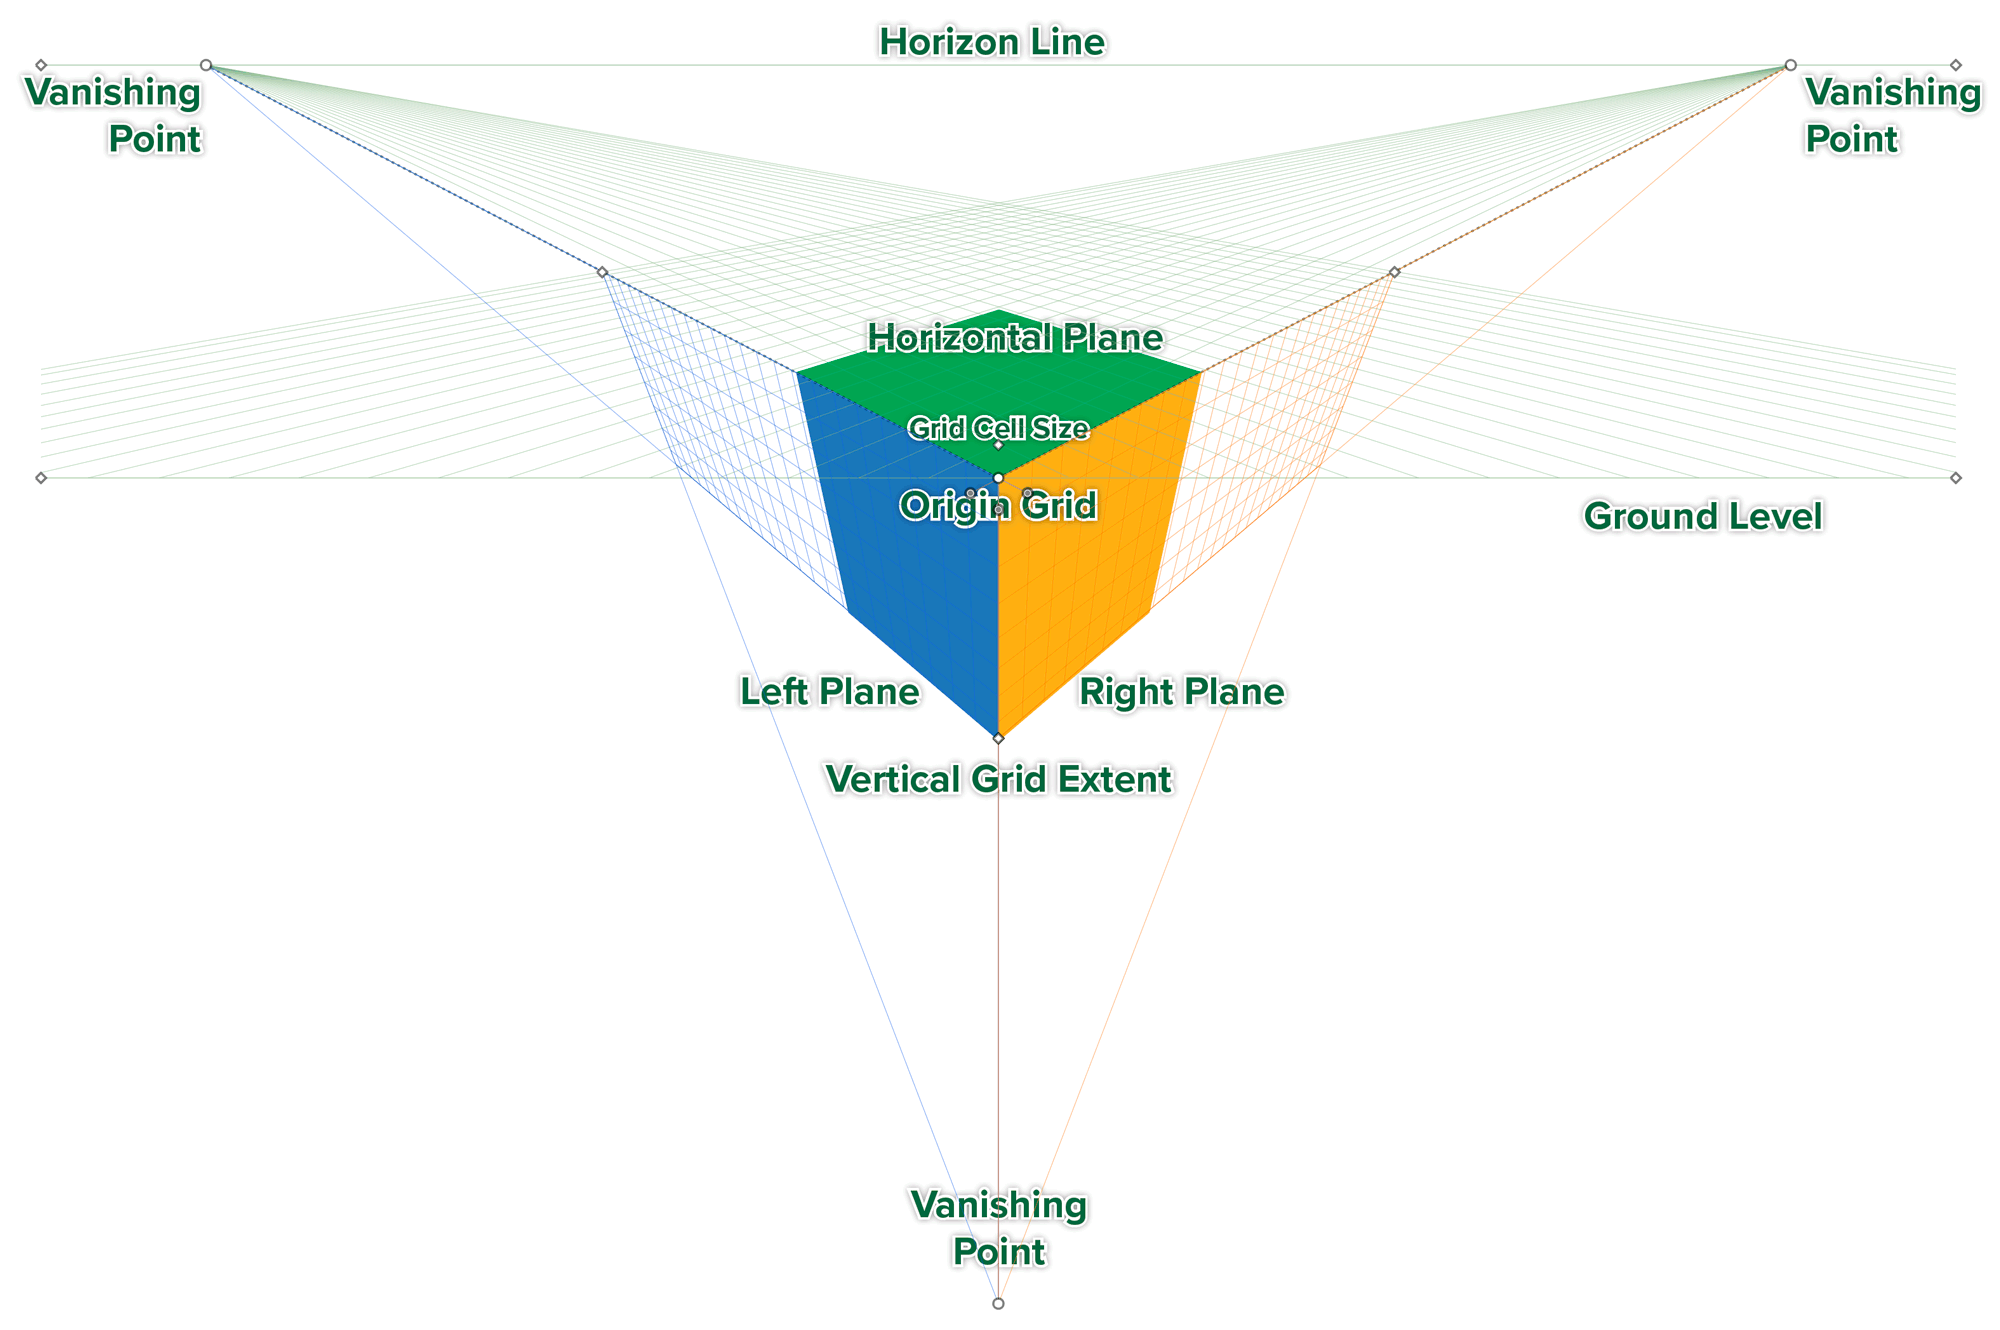 Horizon Line
Vanishing
Point
Vanishing
Point
Horizontal Plane
Grid Cell Size
Origin Grid
Ground Level
Left Plane
Right Plane
Vertical Grid Extent
Vanishing
Point